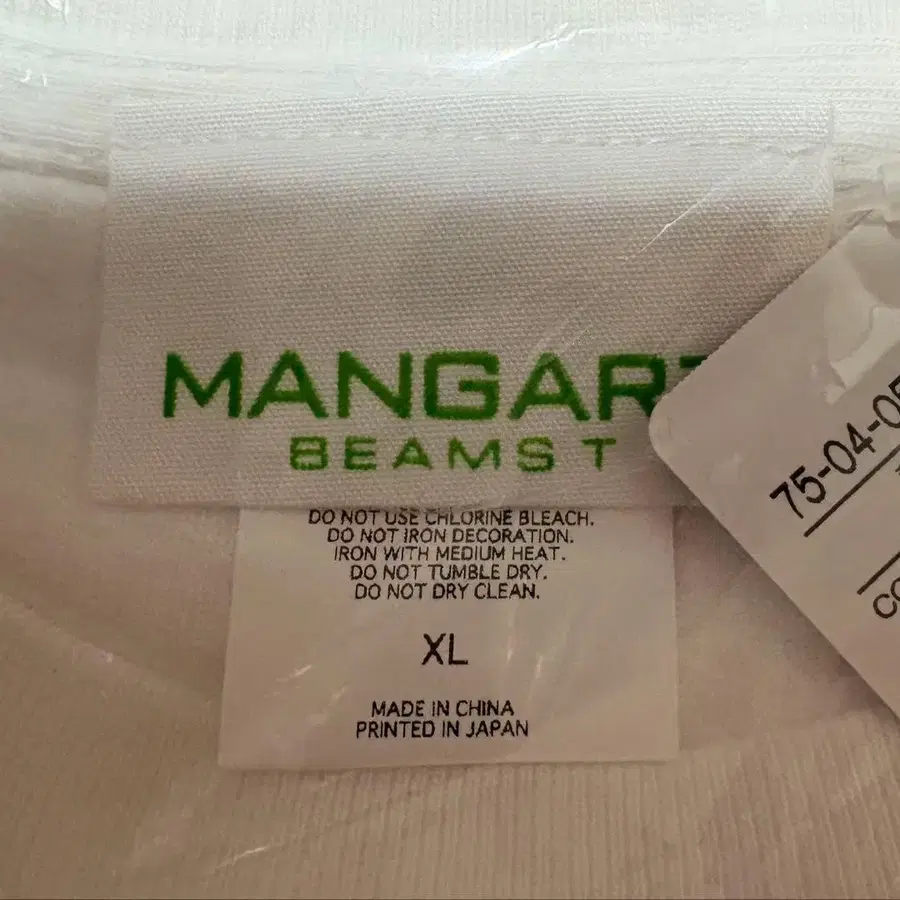 MANGART
BEAMS T
DO NOT USE CHLORINE BLEACH.
DO NOT IRON DECORATION.
IRON WITH MEDIUM HEAT.
DO NOT TUMBLE DRY.
DO NOT DRY CLEAN.
XL
MADE IN CHINA
PRINTED IN JAPAN
75-04-05